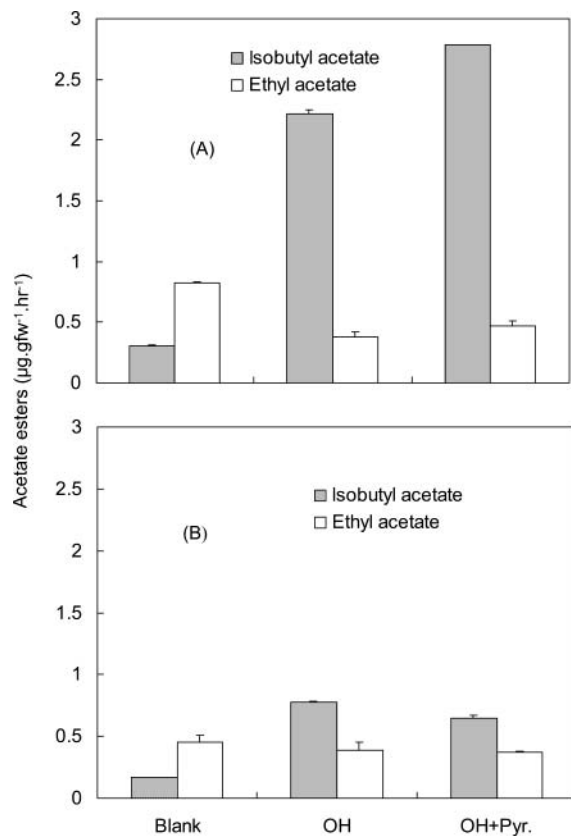 3
2.5
2
1.5
1
0.5
0
Isobutyl acetate
Ethyl acetate
(A)
Acetate esters (µg.gfw⁻¹.hr⁻¹)
3
2.5
2
1.5
1
0.5
0
Isobutyl acetate
Ethyl acetate
(B)
Blank OH OH+Pyr.